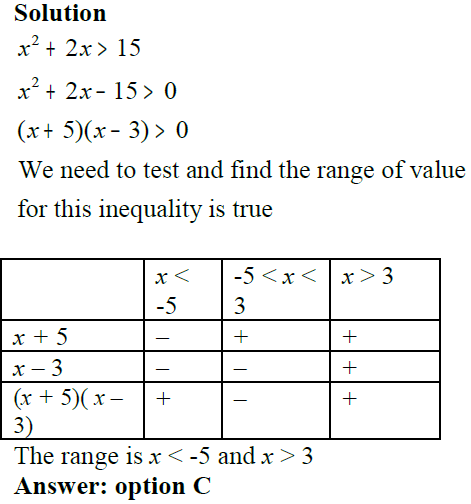 Solution
x² + 2x > 15
x² + 2x - 15 > 0
(x + 5)(x - 3) > 0
We need to test and find the range of value
for this inequality is true
x < -5 | -5 < x < 3 | x > 3
x + 5 | – | + | +
x – 3 | – | – | +
(x + 5)( x – 3) | + | – | +
The range is x < -5 and x > 3
Answer: option C